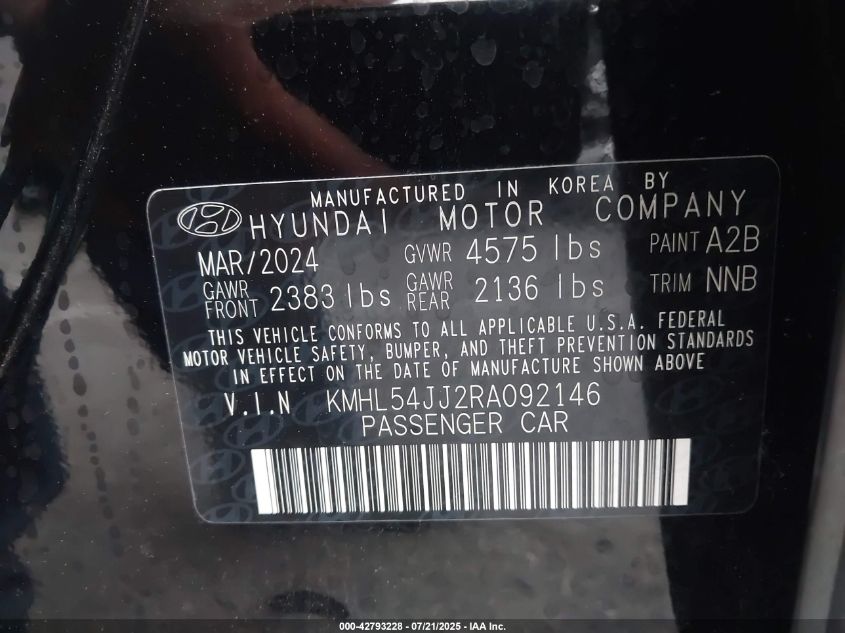 MANUFACTURED IN KOREA BY
HYUNDAI MOTOR COMPANY
MAR/2024 GVWR 4575 lbs PAINT A2B
GAWR FRONT 2383 lbs GAWR REAR 2136 lbs TRIM NNB
THIS VEHICLE CONFORMS TO ALL APPLICABLE U.S.A. FEDERAL
MOTOR VEHICLE SAFETY, BUMPER, AND THEFT PREVENTION STANDARDS
IN EFFECT ON THE DATE OF MANUFACTURE SHOWN ABOVE
V.I.N KMHL54JJ2RA092146
PASSENGER CAR
000-42793228 - 07/21/2025 - IAA Inc.